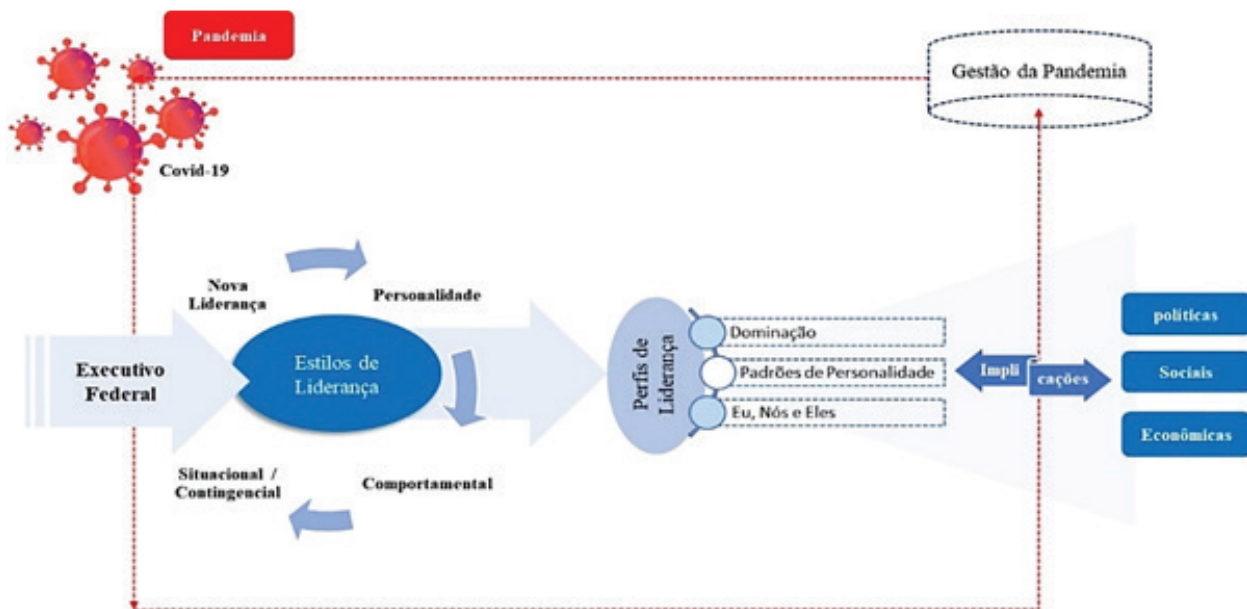 Pandemia
Gestão da Pandemia
Covid-19
Nova
Liderança
Personalidade
Executivo
Federal
Estilos de
Liderança
Situacional /
Contingencial
Comportamental
Perfis de
Liderança
Dominação
Padrões de Personalidade
Eu, Nós e Eles
Impli
cações
políticas
Sociais
Econômicas